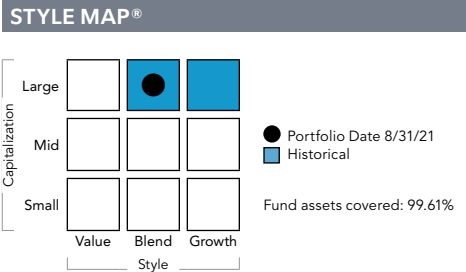 STYLE MAP®
Large
Mid
Small
Capitalization
Value Blend Growth
Style
Portfolio Date 8/31/21
Historical
Fund assets covered: 99.61%